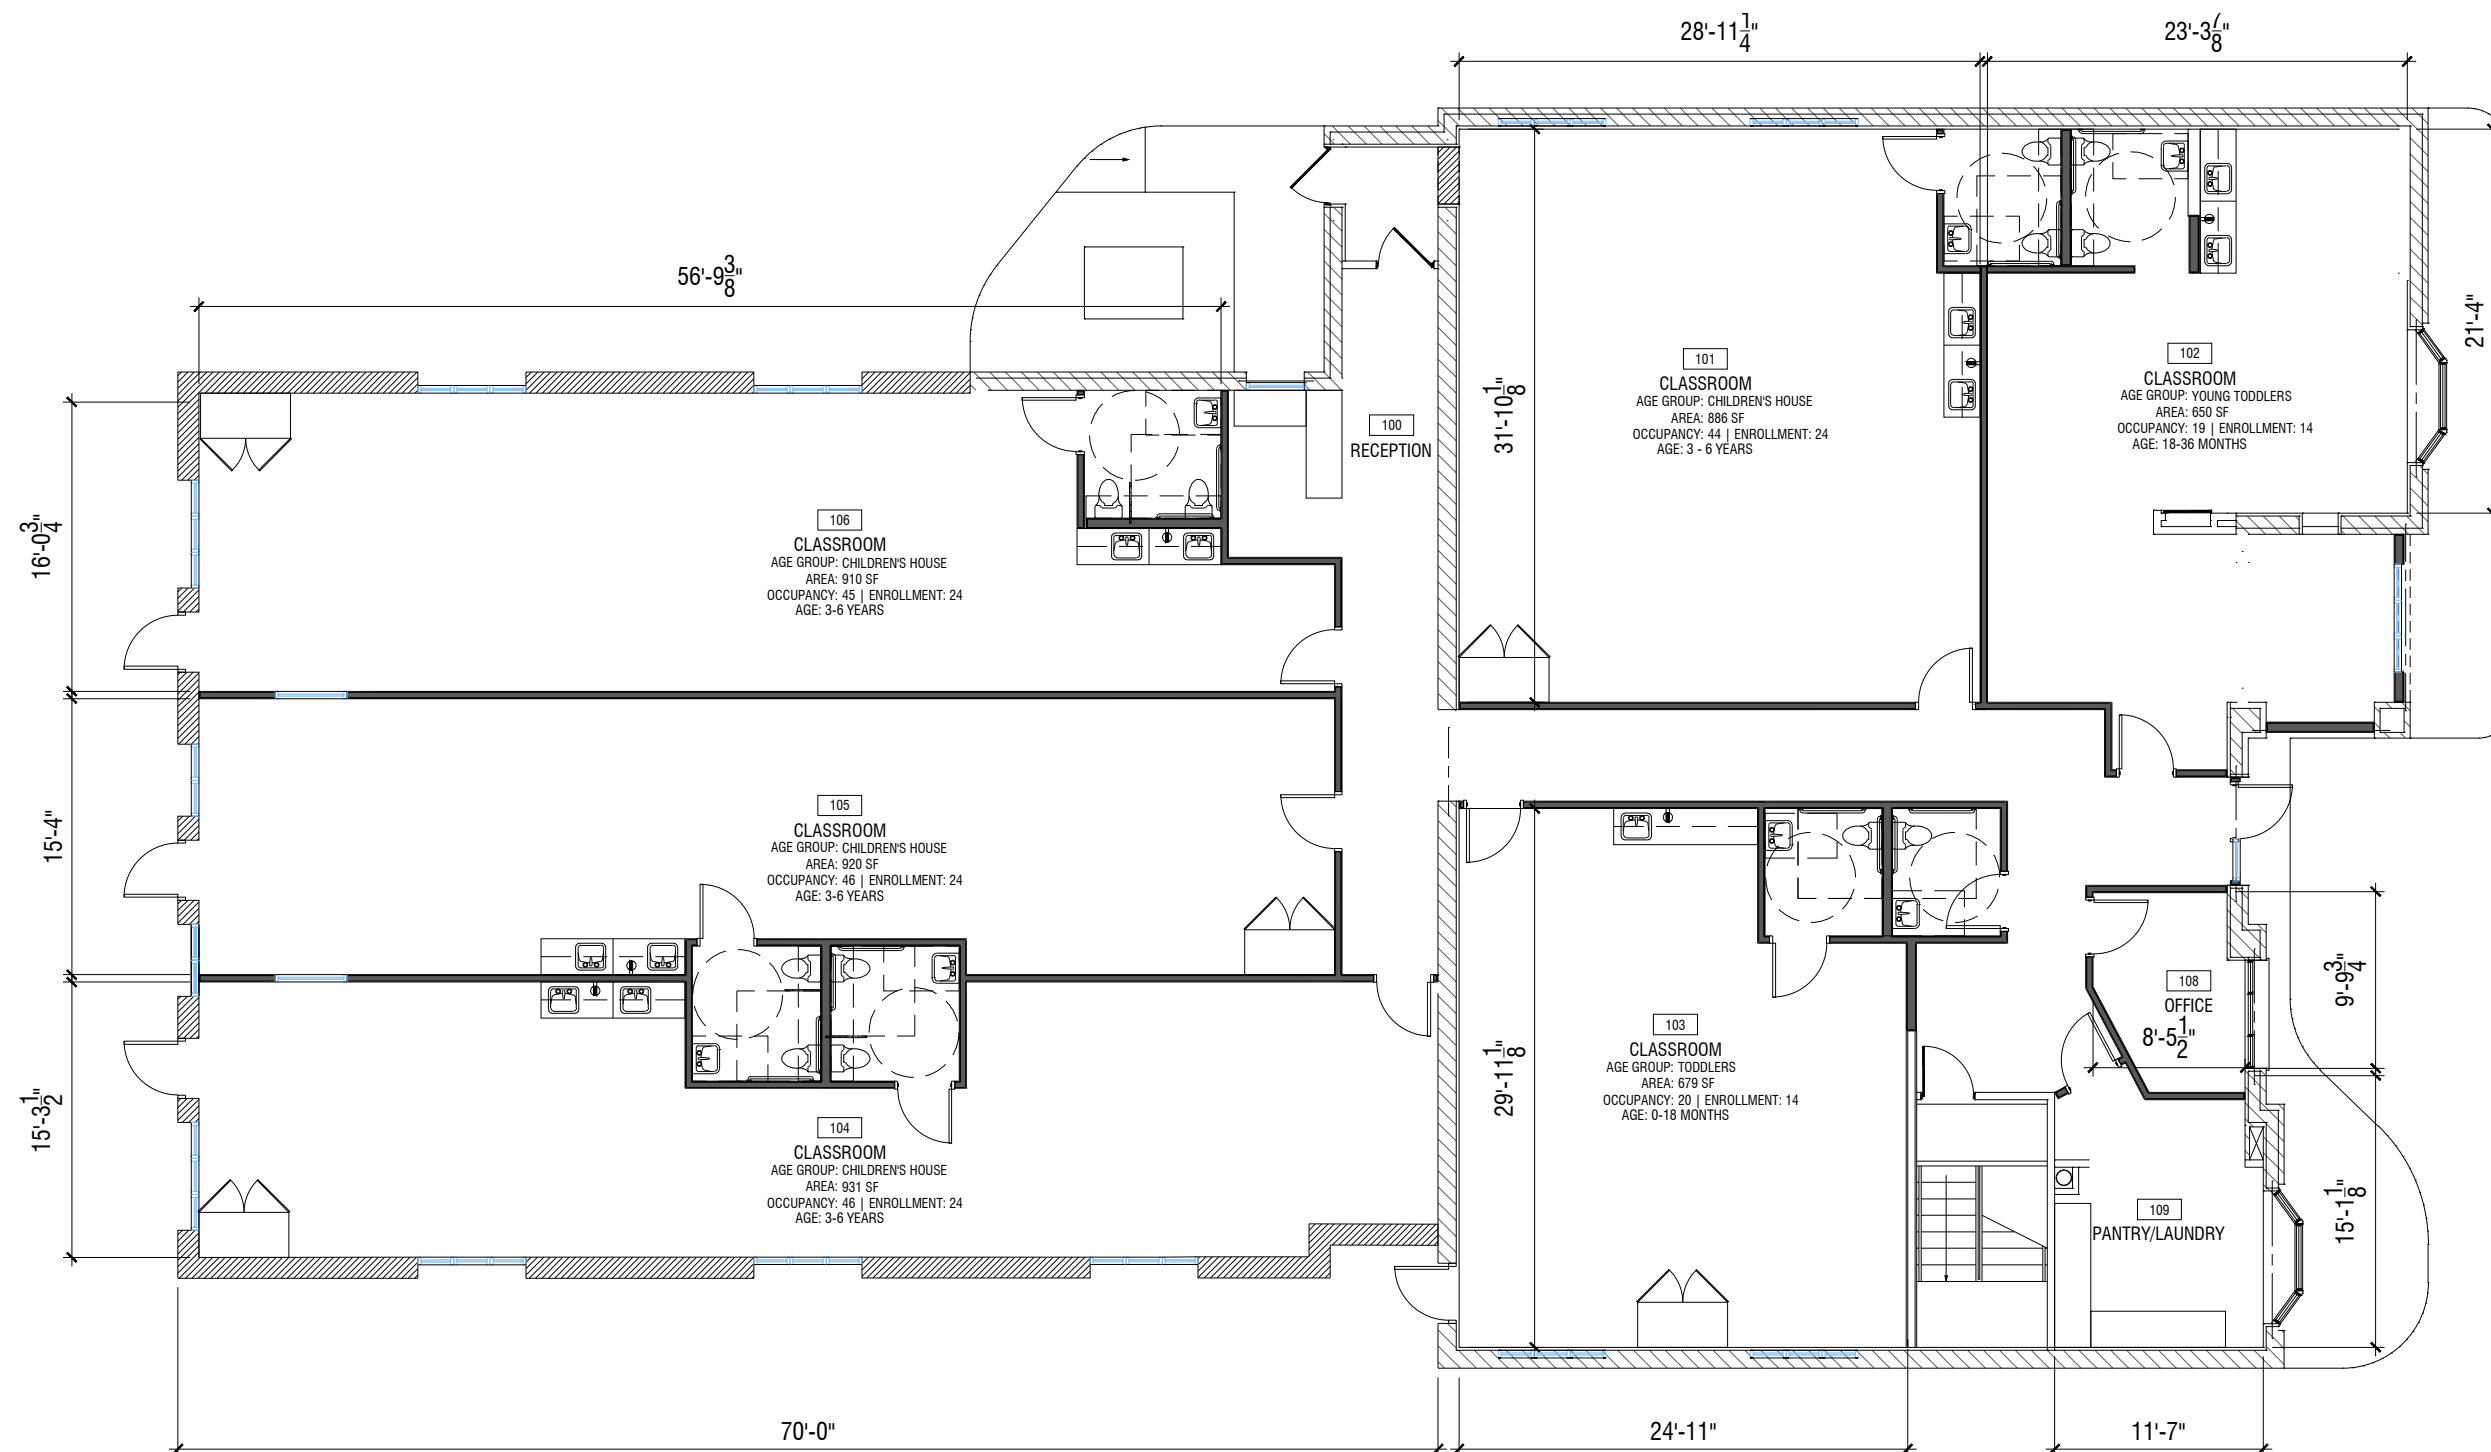 28'-11 1/4"
23'-3 7/8"
56'-9 3/8"
21'-4"
31'-10 1/8"
16'-0 3/4"
100
RECEPTION
101
CLASSROOM
AGE GROUP: CHILDREN'S HOUSE
AREA: 886 SF
OCCUPANCY: 44 | ENROLLMENT: 24
AGE: 3 - 6 YEARS
102
CLASSROOM
AGE GROUP: YOUNG TODDLERS
AREA: 650 SF
OCCUPANCY: 19 | ENROLLMENT: 14
AGE: 18-36 MONTHS
106
CLASSROOM
AGE GROUP: CHILDREN'S HOUSE
AREA: 910 SF
OCCUPANCY: 45 | ENROLLMENT: 24
AGE: 3-6 YEARS
15'-4"
105
CLASSROOM
AGE GROUP: CHILDREN'S HOUSE
AREA: 920 SF
OCCUPANCY: 46 | ENROLLMENT: 24
AGE: 3-6 YEARS
108
OFFICE
8'-5 1/2"
9'-9 3/4"
15'-3 1/2"
104
CLASSROOM
AGE GROUP: CHILDREN'S HOUSE
AREA: 931 SF
OCCUPANCY: 46 | ENROLLMENT: 24
AGE: 3-6 YEARS
29'-11 1/8"
103
CLASSROOM
AGE GROUP: TODDLERS
AREA: 679 SF
OCCUPANCY: 20 | ENROLLMENT: 14
AGE: 0-18 MONTHS
109
PANTRY/LAUNDRY
15'-1 1/8"
70'-0"
24'-11"
11'-7"